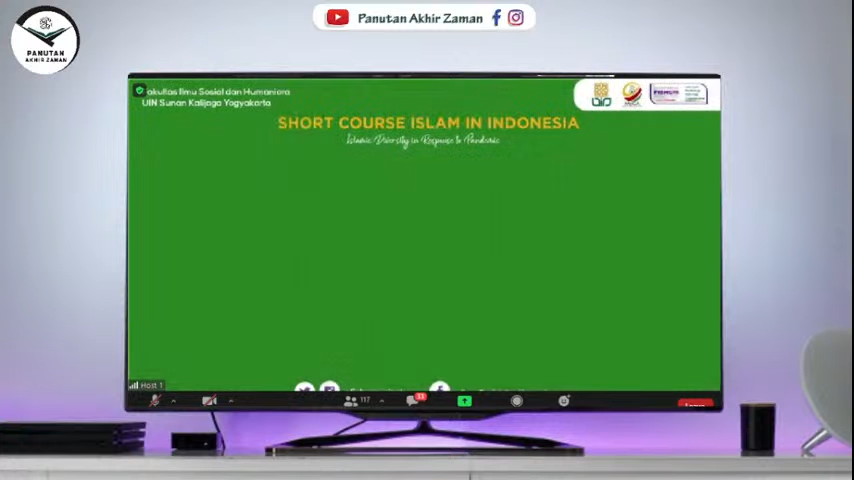 PANUTAN
AKHIR ZAMAN
Panutan Akhir Zaman
Fakultas Ilmu Sosial dan Humaniora
UIN Sunan Kalijaga Yogyakarta
SHORT COURSE ISLAM IN INDONESIA
Islamic Diversity in Response to Pandemic
Host 1
117